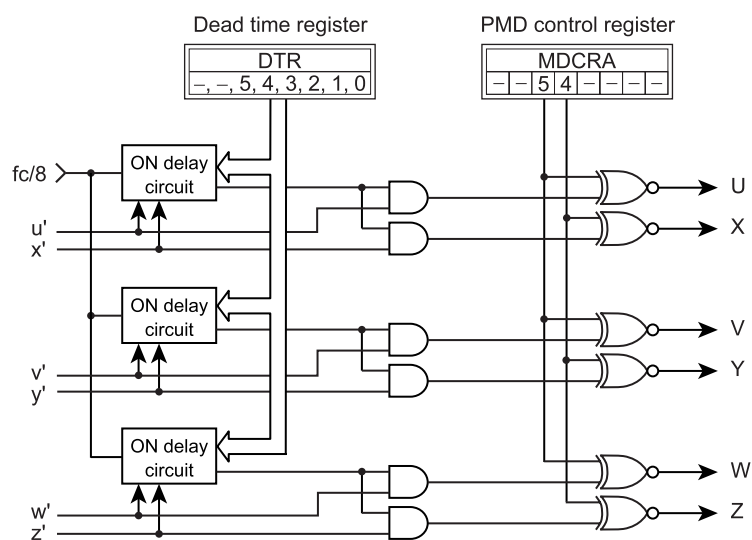 Dead time register
PMD control register
DTR
–, –, 5, 4, 3, 2, 1, 0
MDCRA
– – 5 4 – – – –
fc/8
ON delay
circuit
U
X
u'
x'
ON delay
circuit
V
Y
v'
y'
ON delay
circuit
W
Z
w'
z'